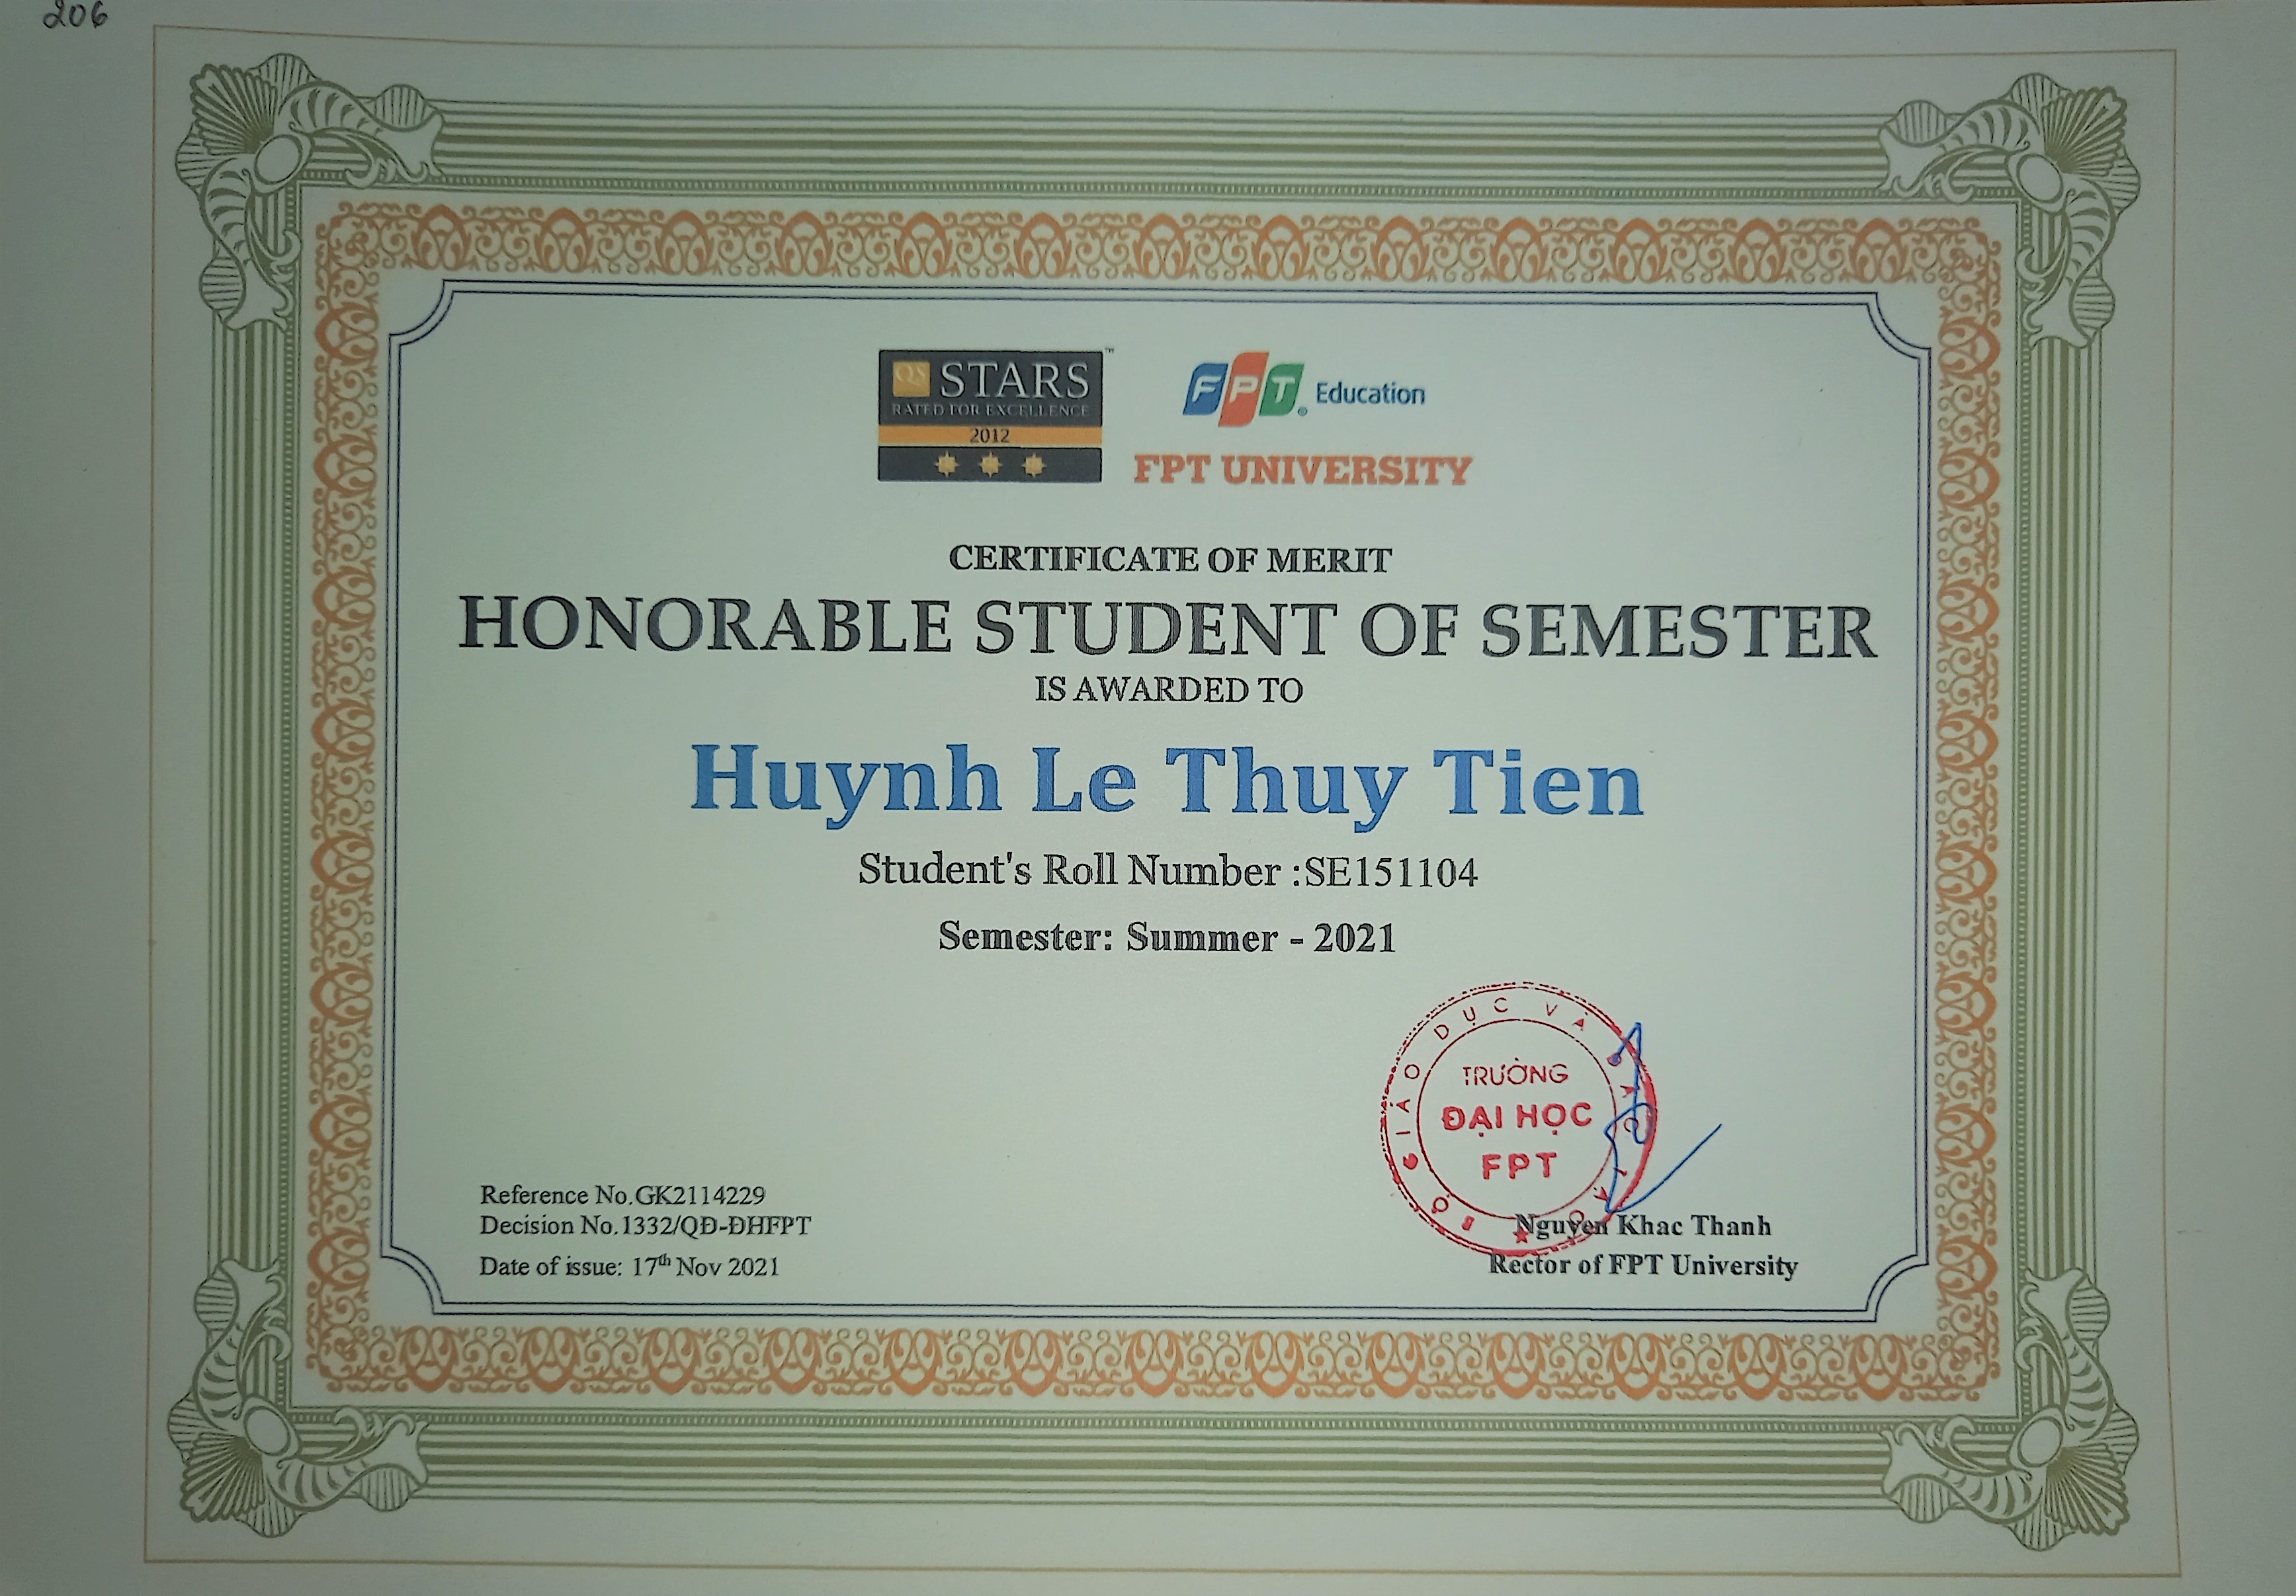 206
QS STARS™
RATED FOR EXCELLENCE
2012
FPT® Education
FPT UNIVERSITY
CERTIFICATE OF MERIT
HONORABLE STUDENT OF SEMESTER
IS AWARDED TO
Huynh Le Thuy Tien
Student's Roll Number :SE151104
Semester: Summer - 2021
BỘ GIÁO DỤC VÀ ĐÀO TẠO
TRƯỜNG
ĐẠI HỌC
FPT
Reference No.GK2114229
Decision No.1332/QĐ-ĐHFPT
Date of issue: 17th Nov 2021
Nguyen Khac Thanh
Rector of FPT University